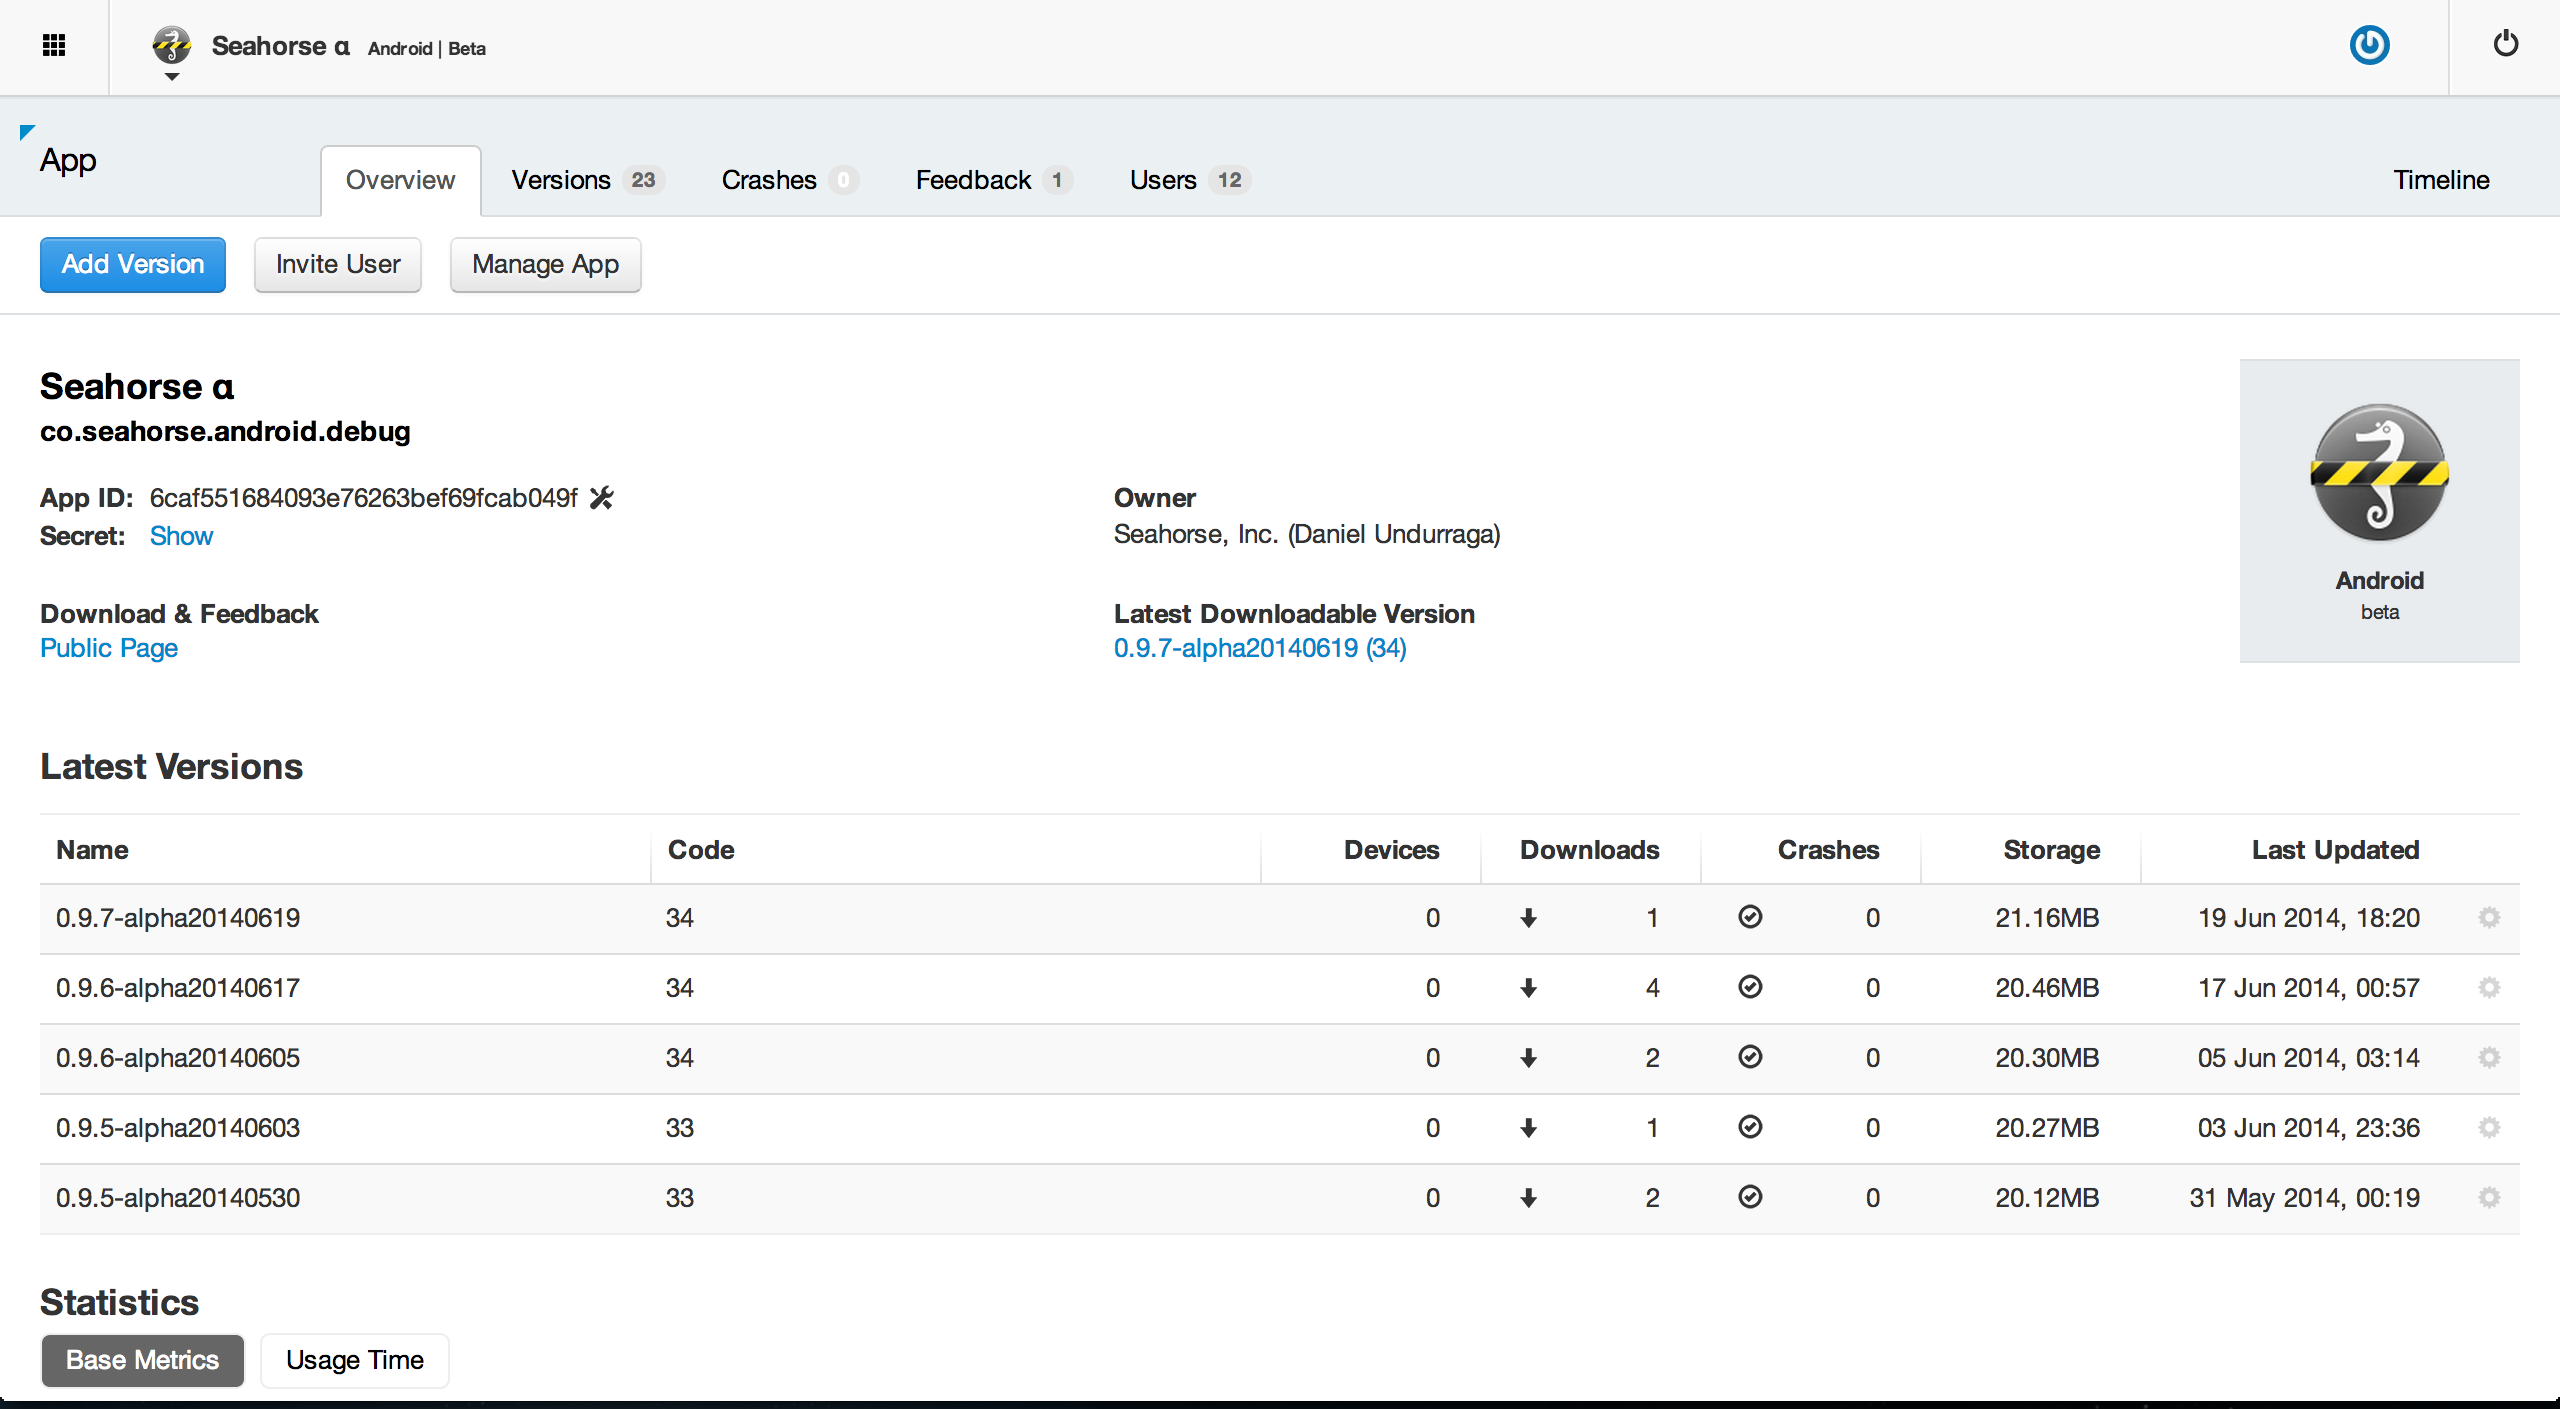 Seahorse α Android | Beta
App
Overview Versions 23 Crashes 0 Feedback 1 Users 12 Timeline
Add Version Invite User Manage App
Seahorse α
co.seahorse.android.debug
App ID: 6caf551684093e76263bef69fcab049f
Secret: Show
Owner
Seahorse, Inc. (Daniel Undurraga)
Download & Feedback
Public Page
Latest Downloadable Version
0.9.7-alpha20140619 (34)
Android
beta
Latest Versions
Name Code Devices Downloads Crashes Storage Last Updated
0.9.7-alpha20140619 34 0 1 0 21.16MB 19 Jun 2014, 18:20
0.9.6-alpha20140617 34 0 4 0 20.46MB 17 Jun 2014, 00:57
0.9.6-alpha20140605 34 0 2 0 20.30MB 05 Jun 2014, 03:14
0.9.5-alpha20140603 33 0 1 0 20.27MB 03 Jun 2014, 23:36
0.9.5-alpha20140530 33 0 2 0 20.12MB 31 May 2014, 00:19
Statistics
Base Metrics Usage Time